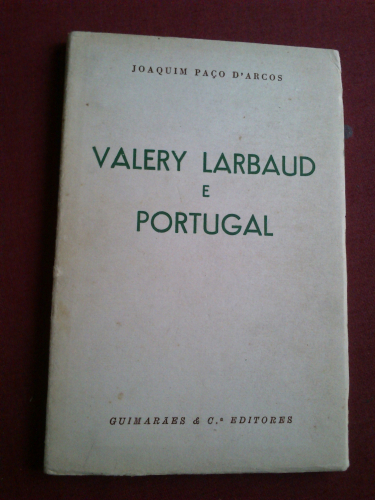 JOAQUIM PAÇO D'ARCOS
VALERY LARBAUD
E
PORTUGAL
GUIMARÃES & C.ª EDITORES